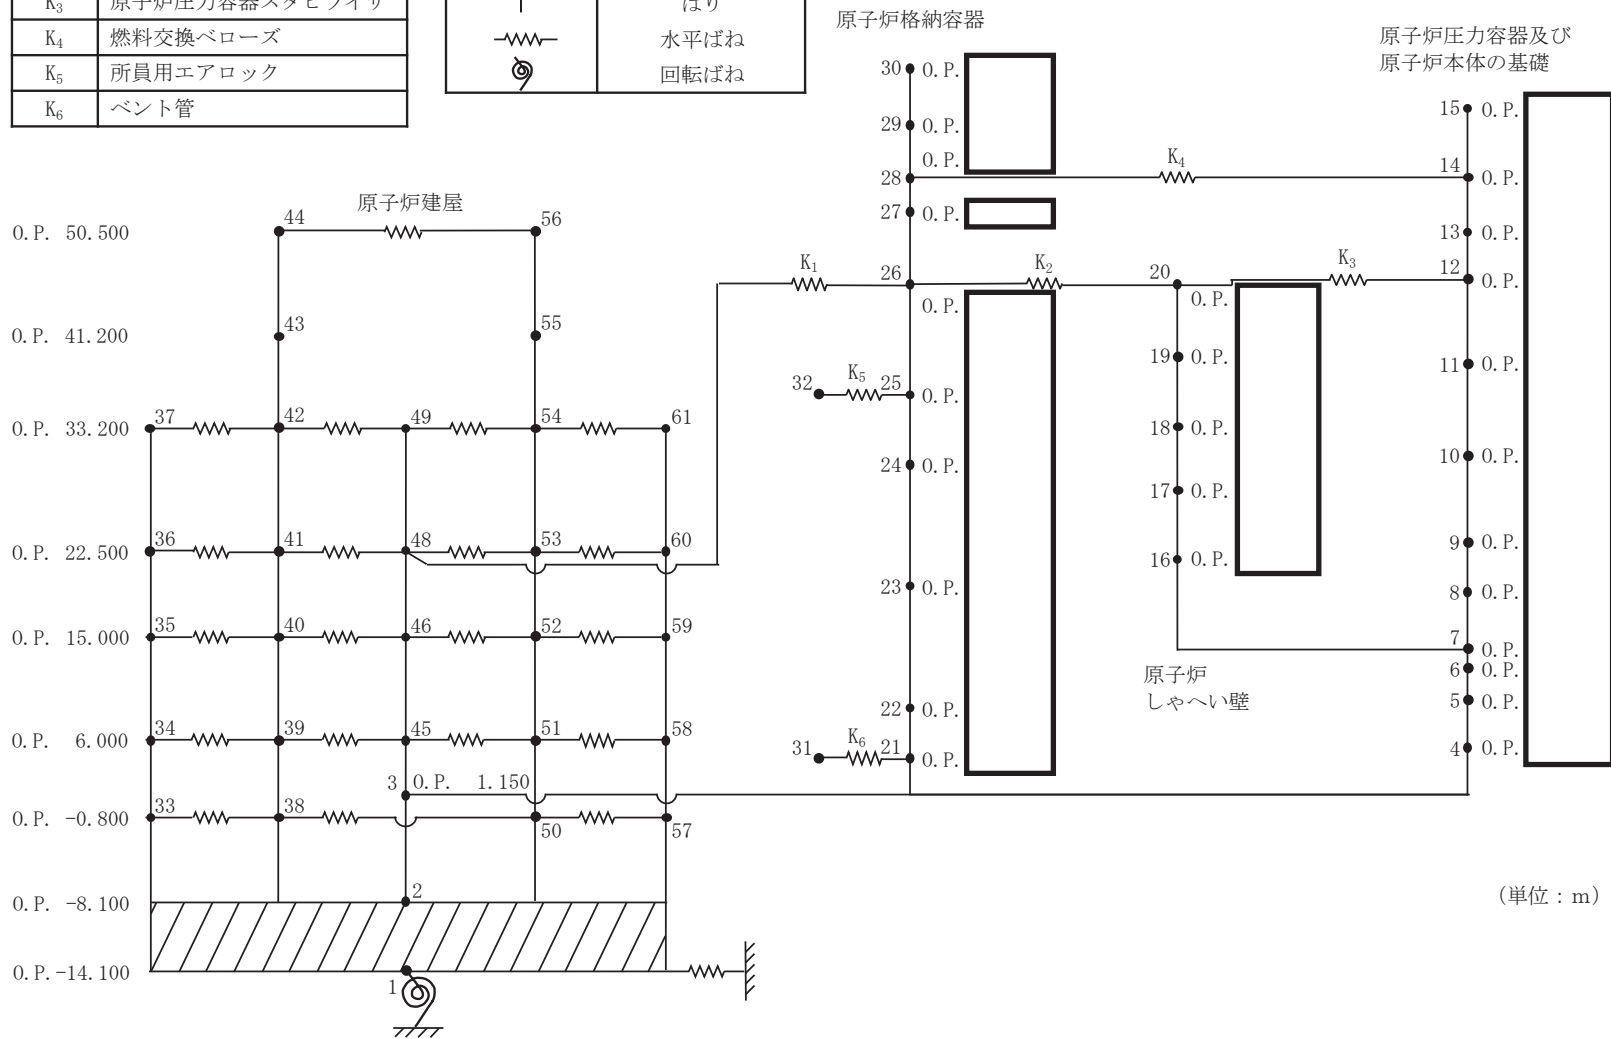 K₃ 原子炉圧力容器スタビライザ
K₄ 燃料交換ベローズ
K₅ 所員用エアロック
K₆ ベント管
はり
水平ばね
回転ばね
原子炉格納容器
30 O.P.
29 O.P.
O.P.
28
27 O.P.
26
O.P.
25 O.P.
24 O.P.
23 O.P.
22 O.P.
21 O.P.
K₁
K₂
K₃
K₄
32 K₅
31 K₆
20
O.P.
19 O.P.
18 O.P.
17 O.P.
16 O.P.
原子炉
しゃへい壁
原子炉圧力容器及び
原子炉本体の基礎
15 O.P.
14 O.P.
13 O.P.
12 O.P.
11 O.P.
10 O.P.
9 O.P.
8 O.P.
7 O.P.
6 O.P.
5 O.P.
4 O.P.
原子炉建屋
O.P. 50.500 44 56
O.P. 41.200 43 55
O.P. 33.200 37 42 49 54 61
O.P. 22.500 36 41 48 53 60
O.P. 15.000 35 40 46 52 59
O.P. 6.000 34 39 45 51 58
3 O.P. 1.150
O.P. -0.800 33 38 50 57
O.P. -8.100 2
O.P.-14.100 1
(単位：m)